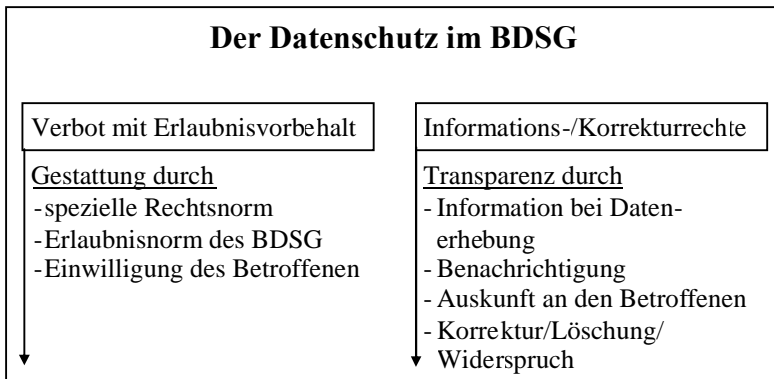 Der Datenschutz im BDSG
Verbot mit Erlaubnisvorbehalt
Gestattung durch
-spezielle Rechtsnorm
-Erlaubnisnorm des BDSG
-Einwilligung des Betroffenen
Informations-/Korrekturrechte
Transparenz durch
- Information bei Daten-
erhebung
-Benachrichtigung
-Auskunft an den Betroffenen
- Korrektur/Löschung/
Widerspruch